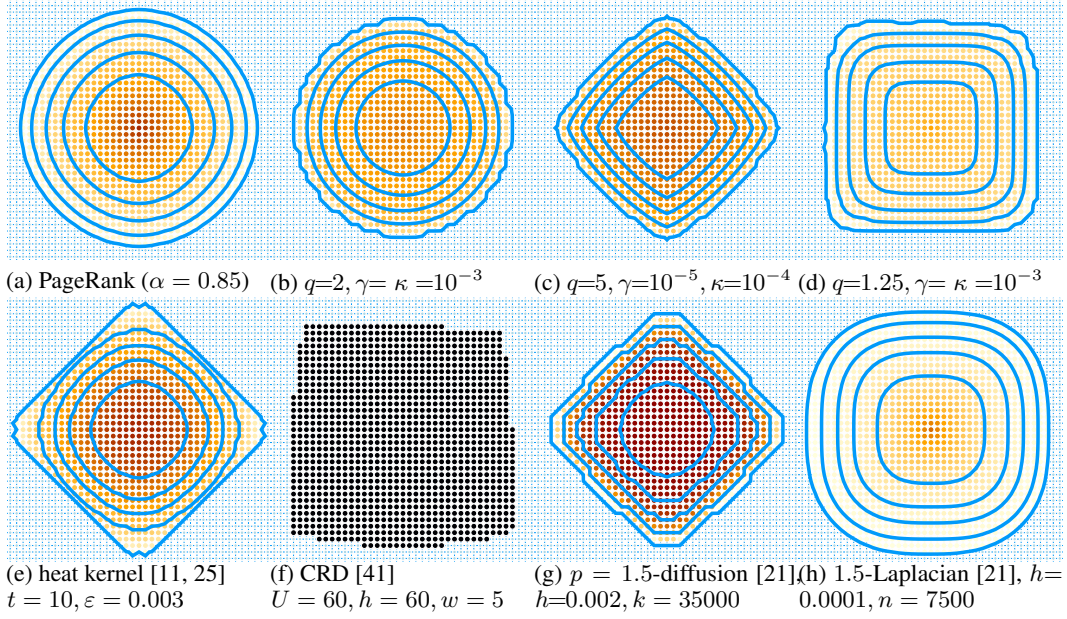 (a) PageRank (α = 0.85)
(b) q=2, γ= κ =10⁻³
(c) q=5, γ=10⁻⁵, κ=10⁻⁴
(d) q=1.25, γ= κ =10⁻³
(e) heat kernel [11, 25]
t = 10, ε = 0.003
(f) CRD [41]
U = 60, h = 60, w = 5
(g) p = 1.5-diffusion [21],
h=0.002, k = 35000
(h) 1.5-Laplacian [21], h=
0.0001, n = 7500